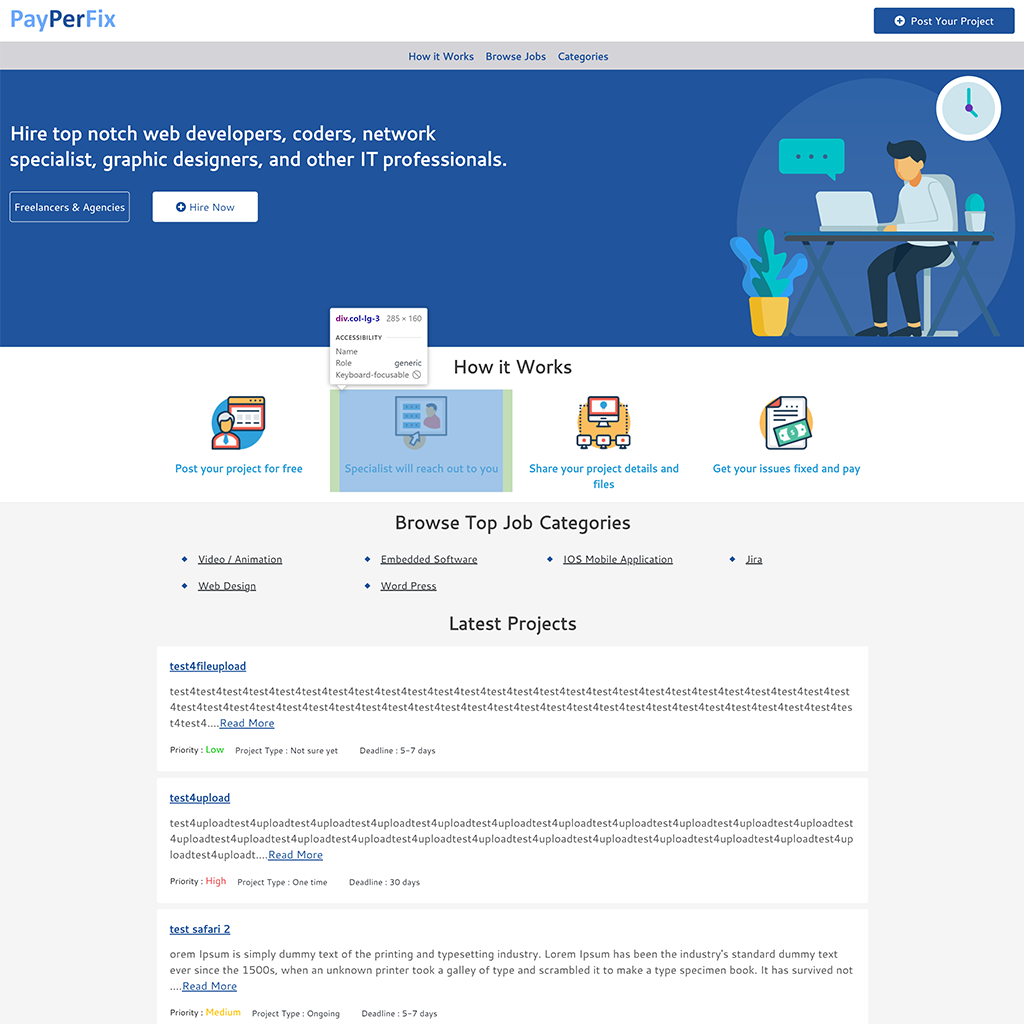 PayPerFix
Post Your Project
How it Works
Browse Jobs
Categories
Hire top notch web developers, coders, network
specialist, graphic designers, and other IT professionals.
Freelancers & Agencies
Hire Now
div.col-lg-3 285 × 160
ACCESSIBILITY
Name
Role generic
Keyboard-focusable
How it Works
Post your project for free
Specialist will reach out to you
Share your project details and
files
Get your issues fixed and pay
Browse Top Job Categories
Video / Animation
Embedded Software
IOS Mobile Application
Jira
Web Design
Word Press
Latest Projects
test4fileupload
test4test4test4test4test4test4test4test4test4test4test4test4test4test4test4test4test4test4test4test4test4test4test4test4test4test
4test4test4test4test4test4test4test4test4test4test4test4test4test4test4test4test4test4test4test4test4test4test4test4test4test4tes
t4test4....Read More
Priority : Low Project Type : Not sure yet Deadline : 5-7 days
test4upload
test4uploadtest4uploadtest4uploadtest4uploadtest4uploadtest4uploadtest4uploadtest4uploadtest4uploadtest4uploadtest4uploadtest
4uploadtest4uploadtest4uploadtest4uploadtest4uploadtest4uploadtest4uploadtest4uploadtest4uploadtest4uploadtest4uploadtest4up
loadtest4uploadt....Read More
Priority : High Project Type : One time Deadline : 30 days
test safari 2
orem Ipsum is simply dummy text of the printing and typesetting industry. Lorem Ipsum has been the industry's standard dummy text
ever since the 1500s, when an unknown printer took a galley of type and scrambled it to make a type specimen book. It has survived not
....Read More
Priority : Medium Project Type : Ongoing Deadline : 5-7 days